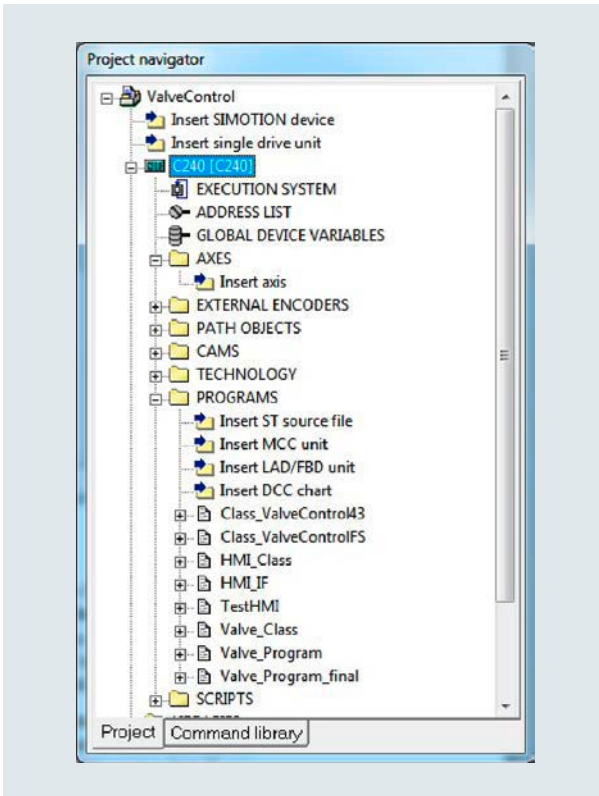 Project navigator
ValveControl
Insert SIMOTION device
Insert single drive unit
C240 [C240]
EXECUTION SYSTEM
ADDRESS LIST
GLOBAL DEVICE VARIABLES
AXES
Insert axis
EXTERNAL ENCODERS
PATH OBJECTS
CAMS
TECHNOLOGY
PROGRAMS
Insert ST source file
Insert MCC unit
Insert LAD/FBD unit
Insert DCC chart
Class_ValveControl43
Class_ValveControlFS
HMI_Class
HMI_IF
TestHMI
Valve_Class
Valve_Program
Valve_Program_final
SCRIPTS
Project Command library